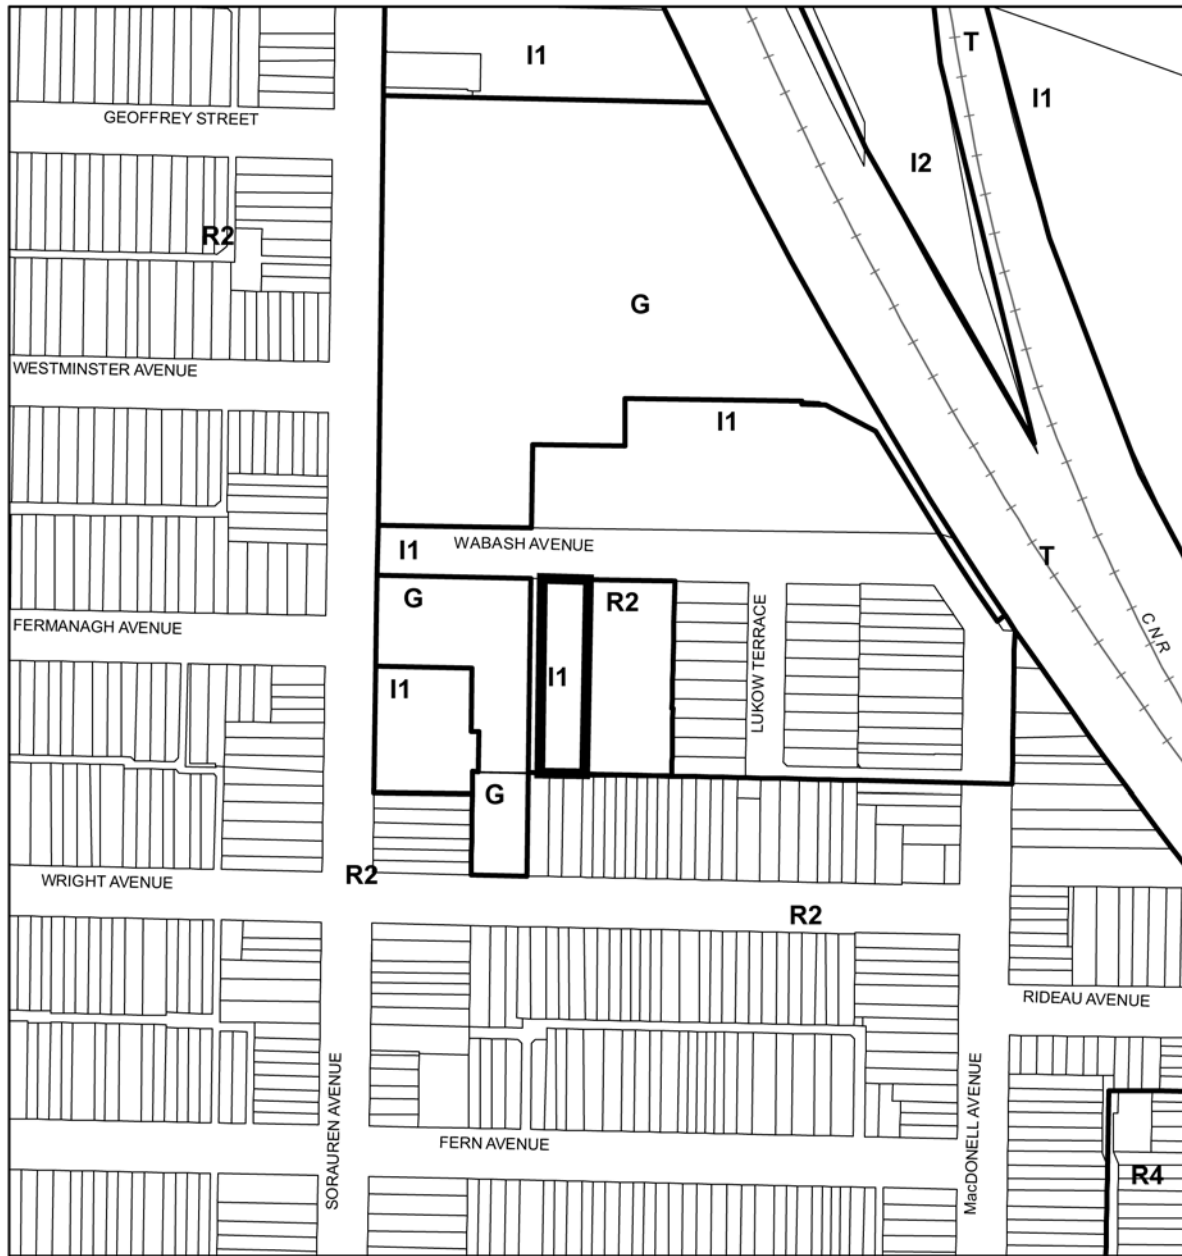 T
I1
I1
GEOFFREY STREET
I2
R2
G
WESTMINSTER AVENUE
I1
WABASH AVENUE
I1
T
G
R2
LUKOW TERRACE
FERMANAGH AVENUE
CNR
I1
I1
G
WRIGHT AVENUE
R2
R2
RIDEAU AVENUE
SORAUREN AVENUE
MacDONELL AVENUE
FERN AVENUE
R4